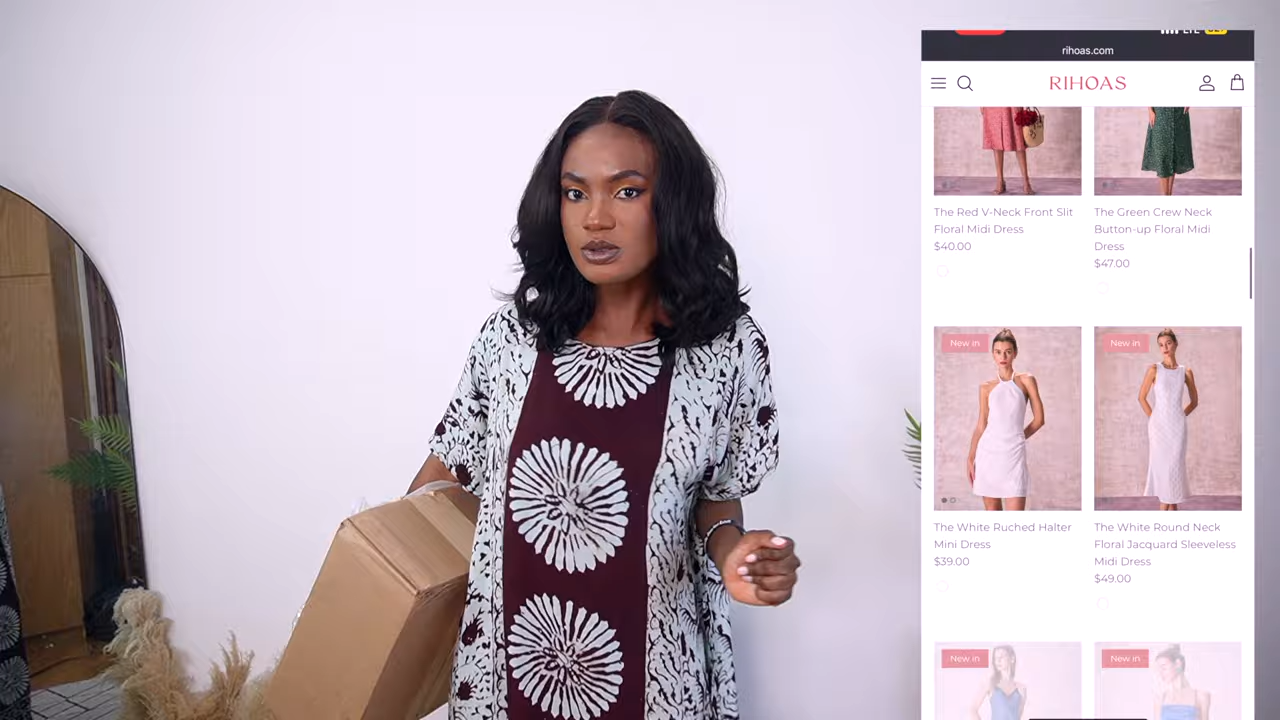 rihoas.com
RIHOAS
The Red V-Neck Front Slit
Floral Midi Dress
$40.00
The Green Crew Neck
Button-up Floral Midi
Dress
$47.00
New in
New in
The White Ruched Halter
Mini Dress
$39.00
The White Round Neck
Floral Jacquard Sleeveless
Midi Dress
$49.00
New in
New in